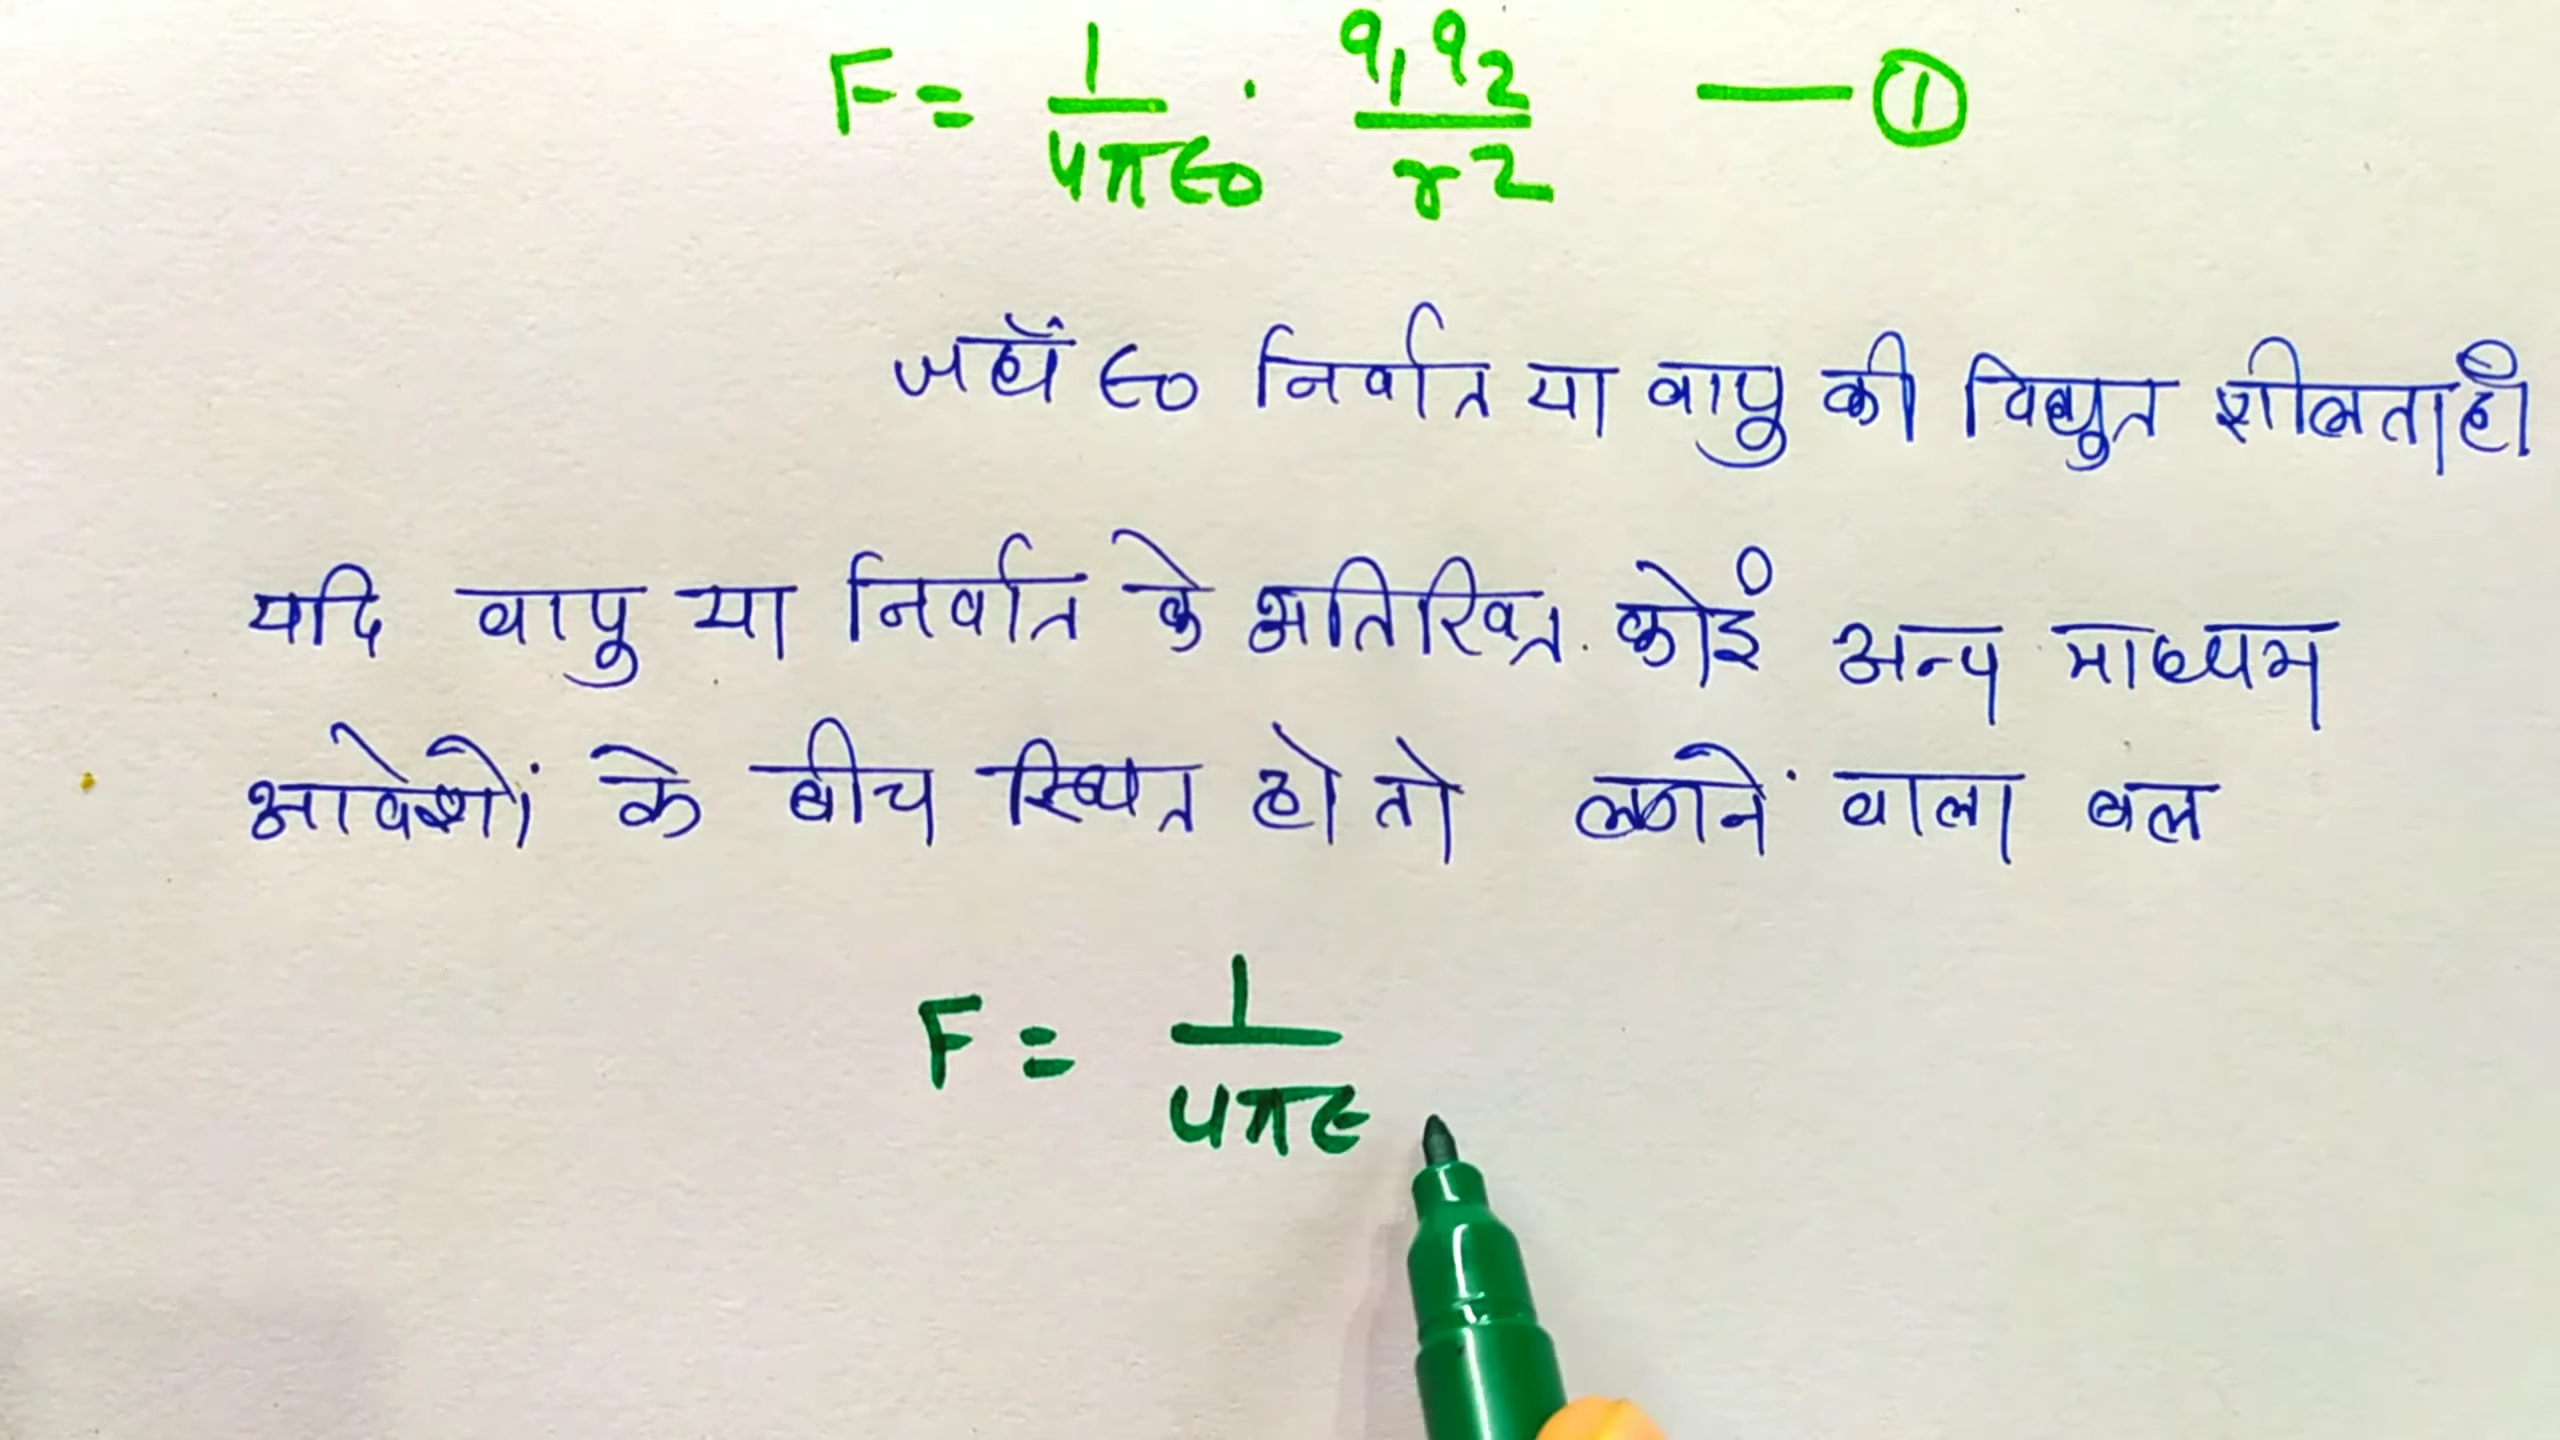 F = 1/4πϵ0 · q1q2/r2 — ①
जहाँ ϵ0 निर्वात या वायु की विद्युत शीलता है।
यदि वायु या निर्वात के अतिरिक्त कोई अन्य माध्यम
आवेशों के बीच स्थित हो तो लगनें वाला बल
F = 1/4πϵ